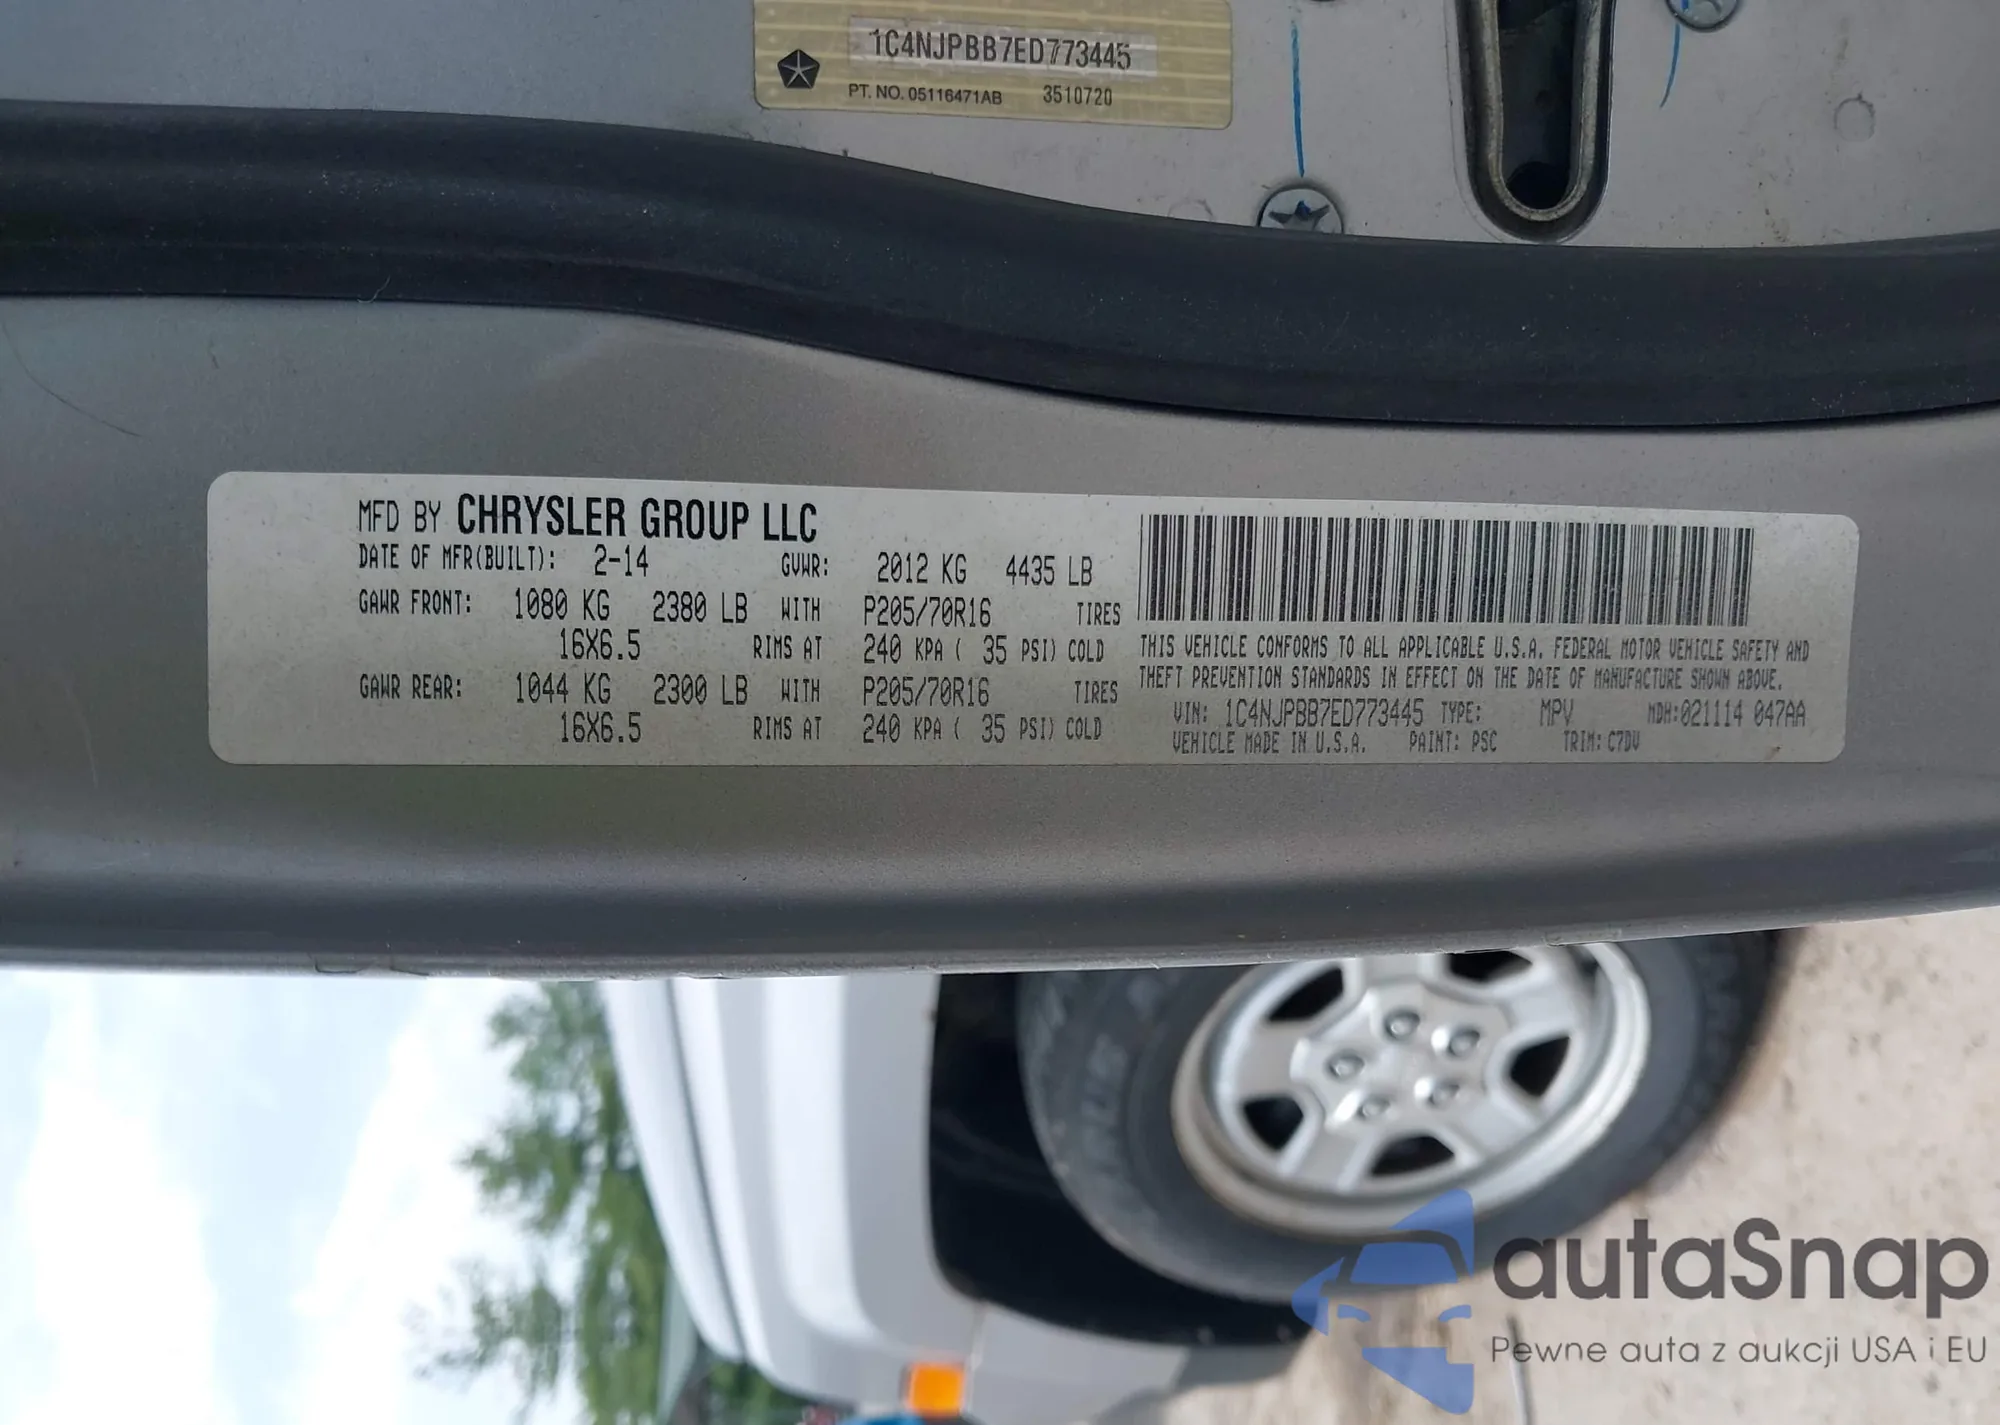 1C4NJPBB7ED773445
PT. NO. 05116471AB 3510720
MFD BY CHRYSLER GROUP LLC
DATE OF MFR(BUILT): 2-14 GVWR: 2012 KG 4435 LB
GAWR FRONT: 1080 KG 2380 LB WITH P205/70R16 TIRES
16X6.5 RIMS AT 240 KPA ( 35 PSI) COLD
GAWR REAR: 1044 KG 2300 LB WITH P205/70R16 TIRES
16X6.5 RIMS AT 240 KPA ( 35 PSI) COLD
THIS VEHICLE CONFORMS TO ALL APPLICABLE U.S.A. FEDERAL MOTOR VEHICLE SAFETY AND
THEFT PREVENTION STANDARDS IN EFFECT ON THE DATE OF MANUFACTURE SHOWN ABOVE.
VIN: 1C4NJPBB7ED773445 TYPE: MPV MDH:021114 047AA
VEHICLE MADE IN U.S.A. PAINT: PSC TRIM: C7DV
autaSnap
Pewne auta z aukcji USA i EU